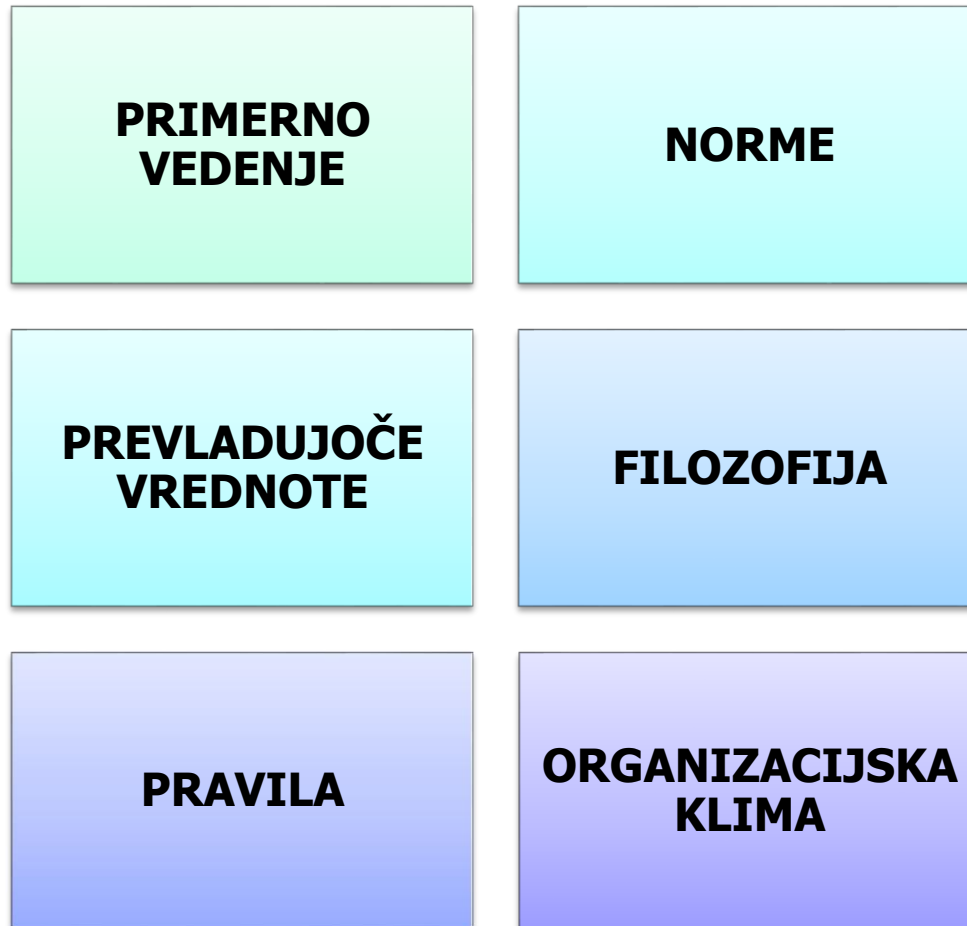 PRIMERNO
VEDENJE
NORME
PREVLADUJOČE
VREDNOTE
FILOZOFIJA
PRAVILA
ORGANIZACIJSKA
KLIMA